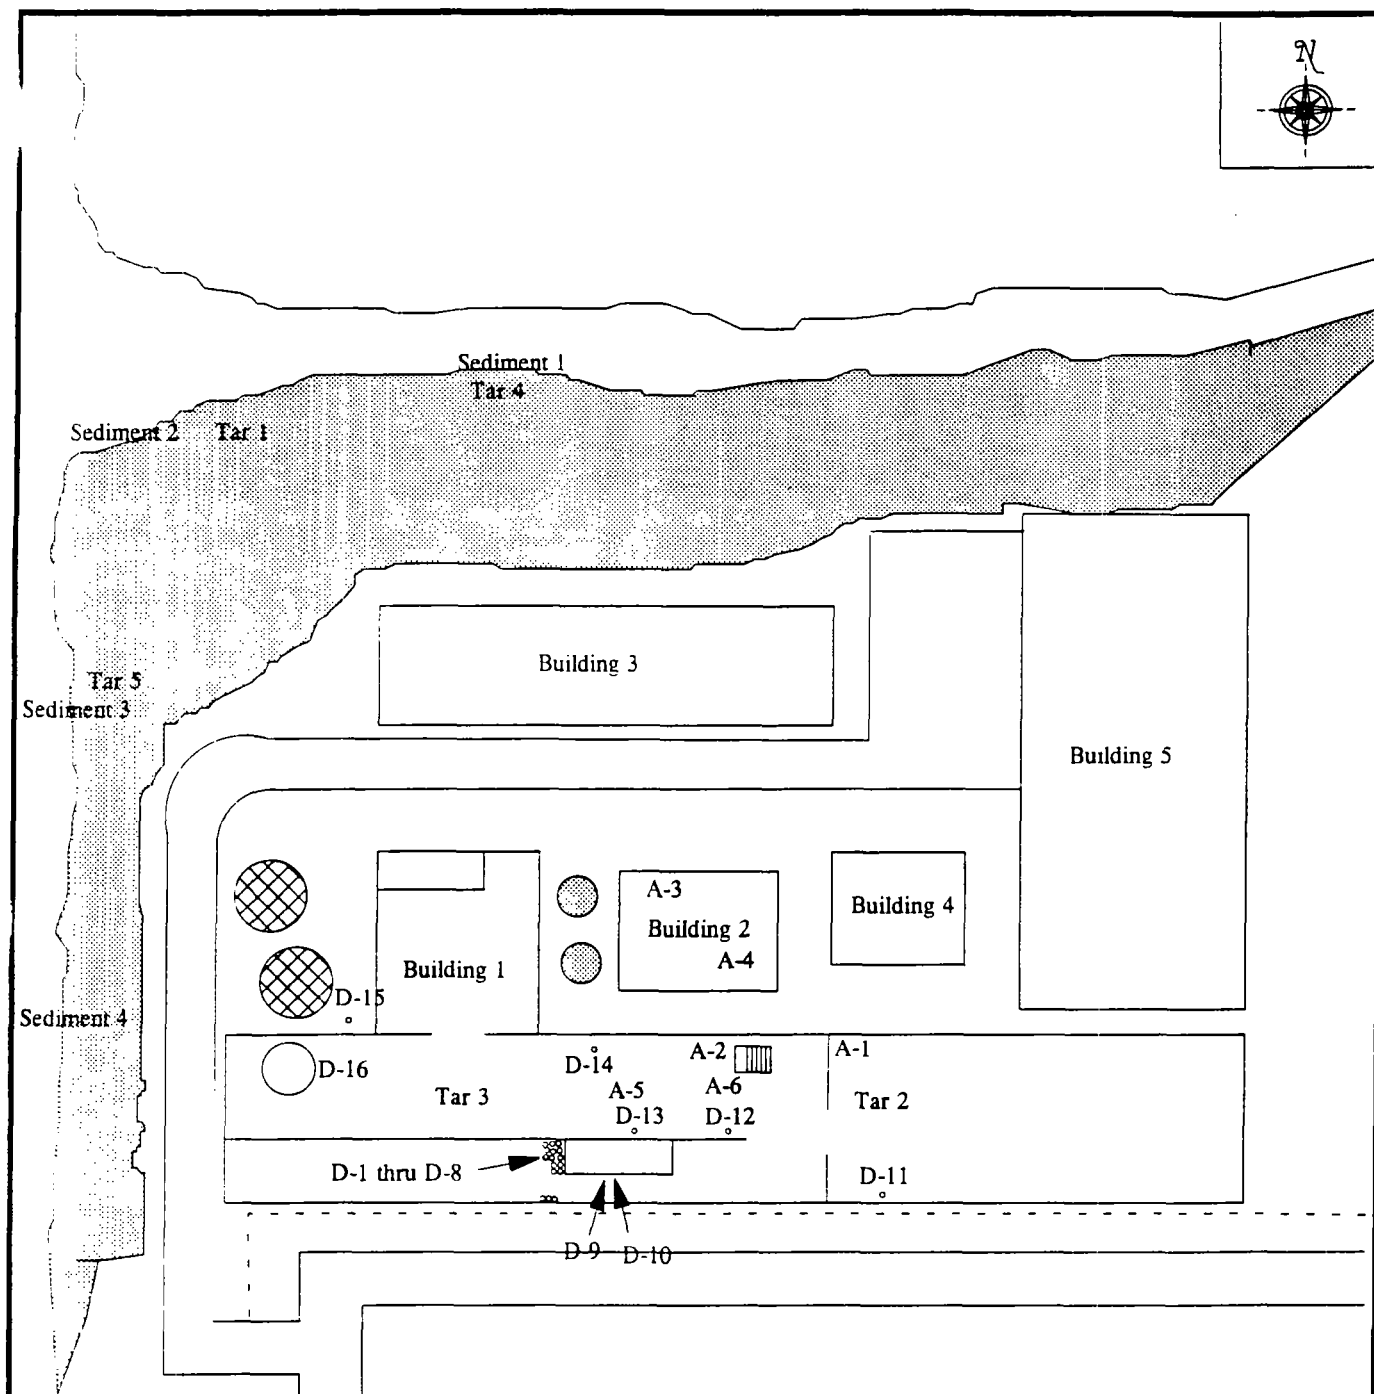 N
Sediment 1
Tar 4
Sediment 2
Tar 1
Building 3
Tar 5
Sediment 3
Building 5
A-3
Building 4
Building 2
A-4
Building 1
D-15
Sediment 4
A-2
A-1
D-14
D-16
A-5
A-6
Tar 3
Tar 2
D-13
D-12
D-1 thru D-8
D-11
D-9
D-10